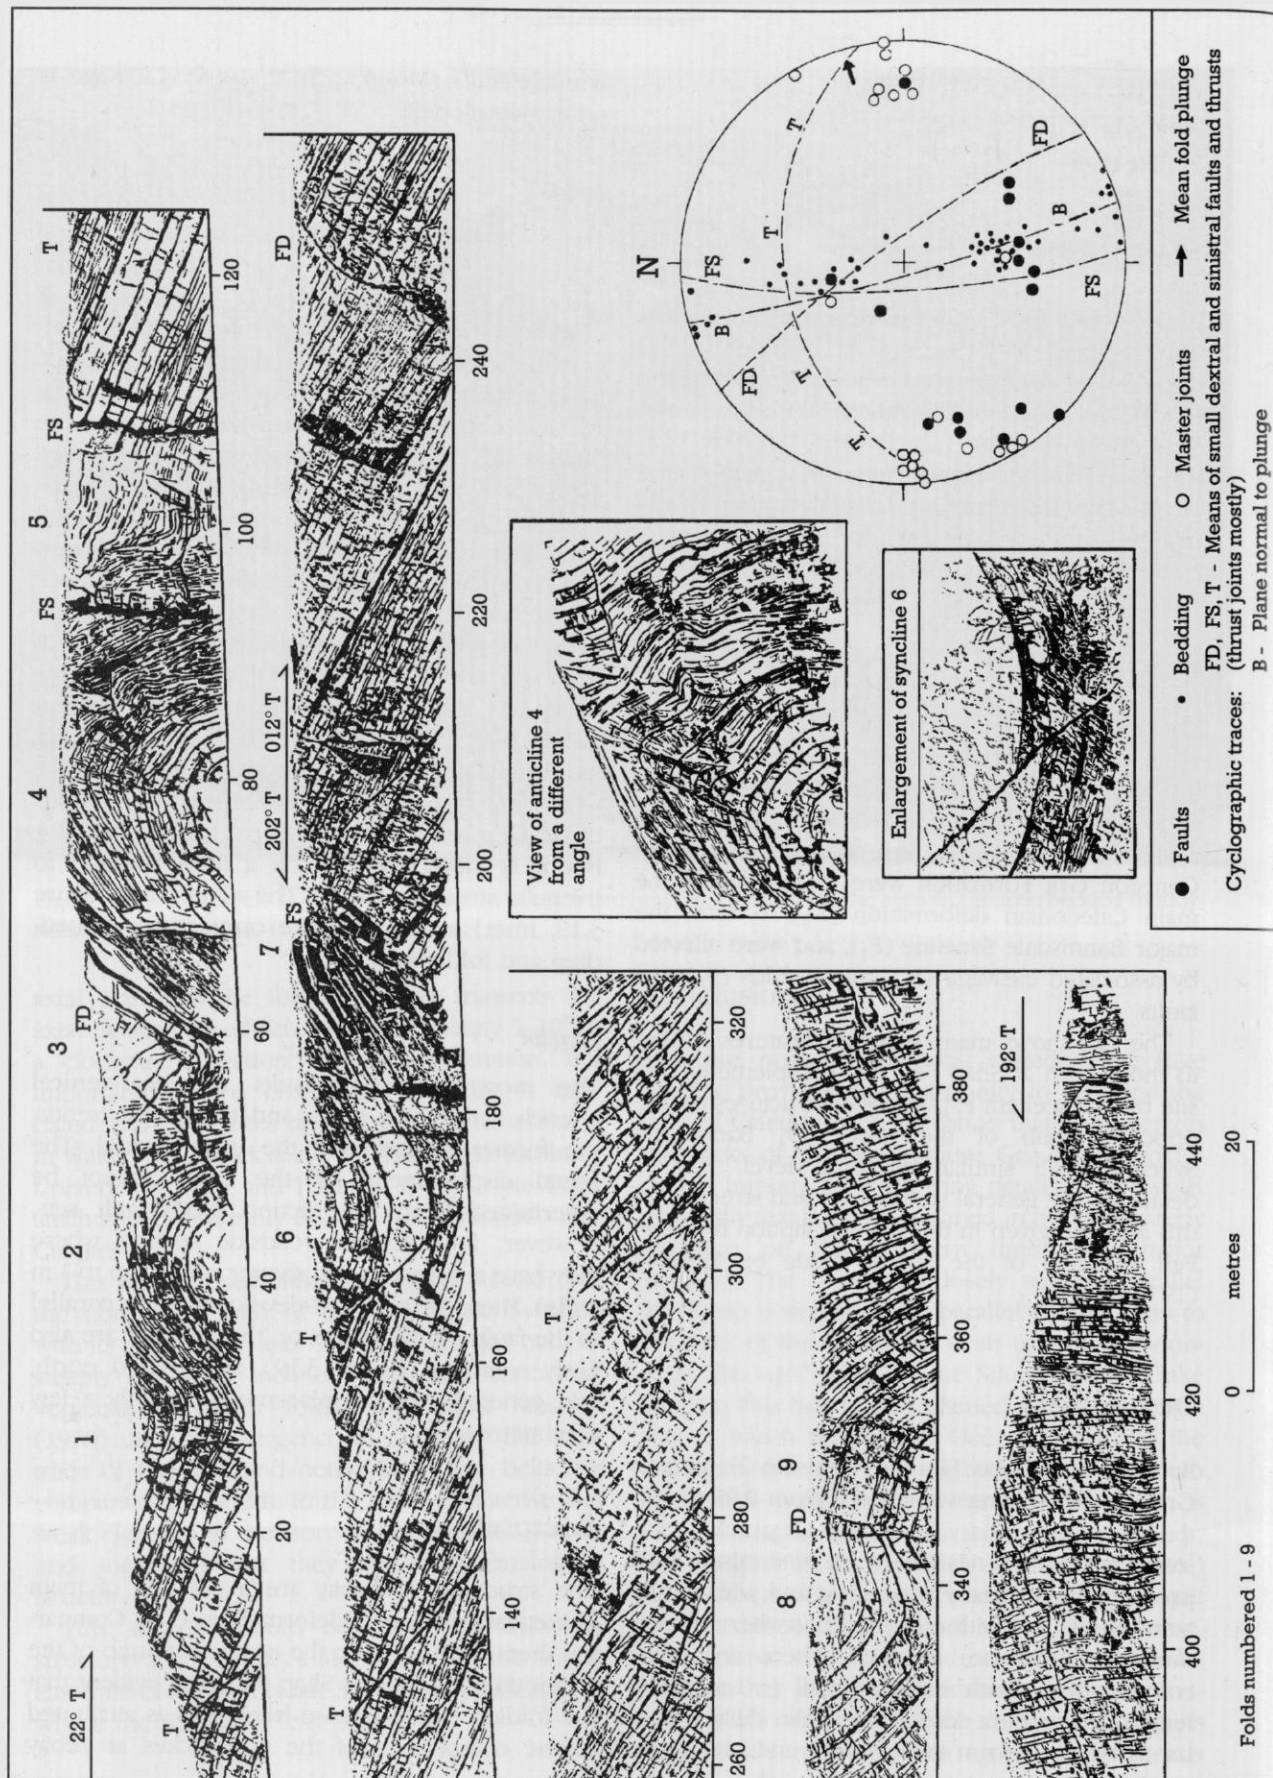 22° T
1 2 3 4 5
T FD FS FS T
20 40 60 80 100 120
6 7 202° T 012° T
T T FS FD
140 160 180 200 220 240
T
260 280 300 320
8 9
FD
340 360 380
192° T
400 420 440
View of anticline 4
from a different
angle
Enlargement of syncline 6
N
FD B FS T T
T T
FS B FD
Folds numbered 1 - 9
0 metres 20
Faults Bedding Master joints Mean fold plunge
Cyclographic traces: FD, FS, T - Means of small dextral and sinistral faults and thrusts
(thrust joints mostly)
B - Plane normal to plunge